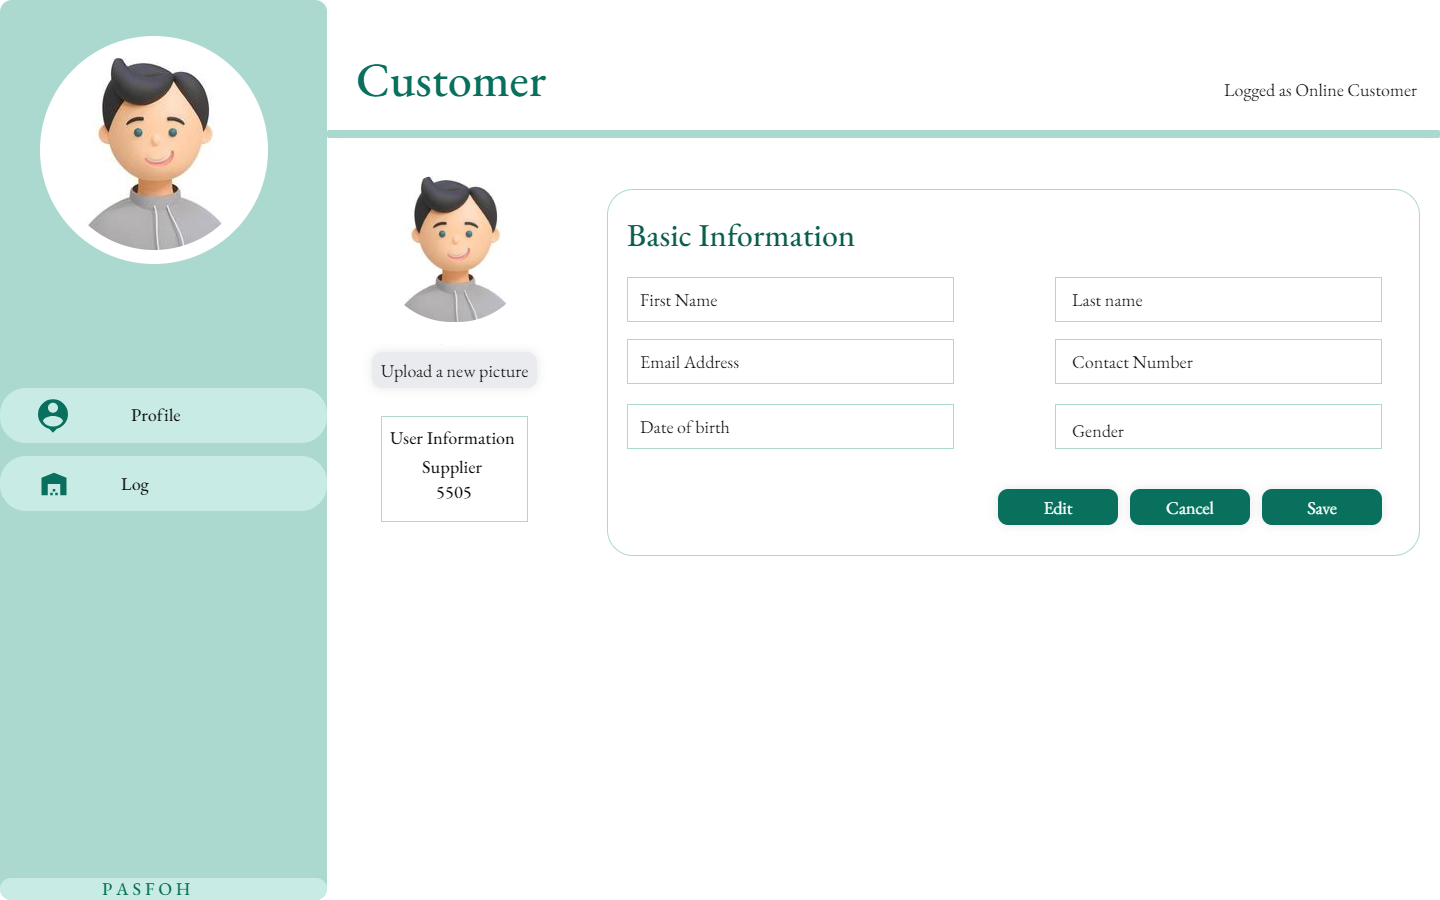 Customer
Logged as Online Customer
Profile
Log
PASFOH
Upload a new picture
User Information
Supplier
5505
Basic Information
First Name
Last name
Email Address
Contact Number
Date of birth
Gender
Edit
Cancel
Save